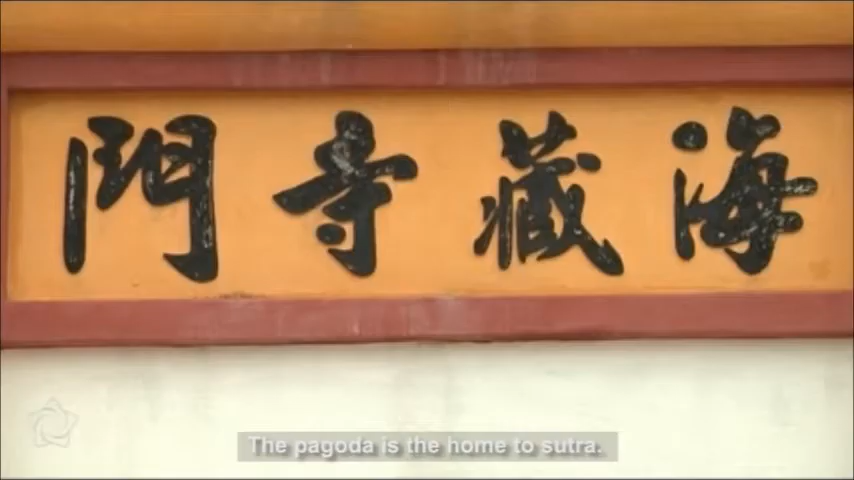 海藏寺門
The pagoda is the home to sutra.